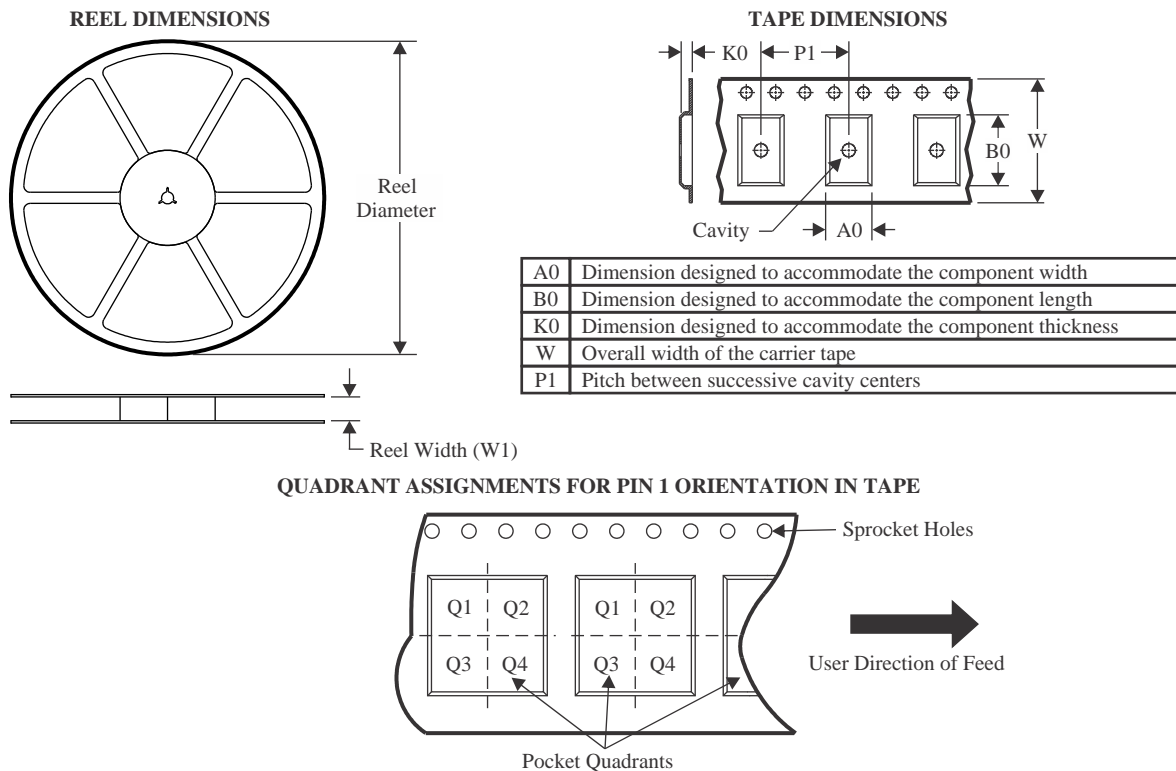 REEL DIMENSIONS
Reel
Diameter
Reel Width (W1)
TAPE DIMENSIONS
K0
P1
W
B0
Cavity
A0
A0 Dimension designed to accommodate the component width
B0 Dimension designed to accommodate the component length
K0 Dimension designed to accommodate the component thickness
W Overall width of the carrier tape
P1 Pitch between successive cavity centers
QUADRANT ASSIGNMENTS FOR PIN 1 ORIENTATION IN TAPE
Sprocket Holes
Q1 Q2 Q1 Q2
Q3 Q4 Q3 Q4
User Direction of Feed
Pocket Quadrants